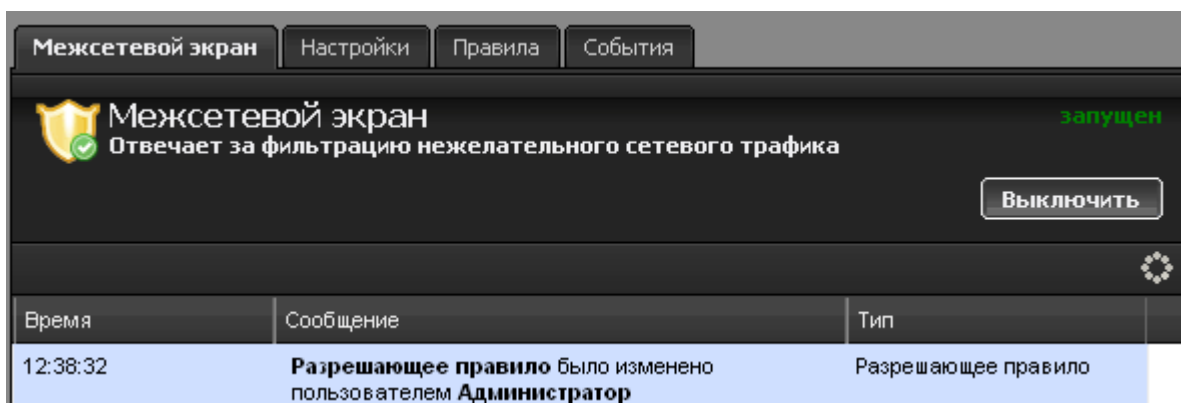 Межсетевой экран Настройки Правила События
Межсетевой экран
запущен
Отвечает за фильтрацию нежелательного сетевого трафика
Выключить
Время Сообщение Тип
12:38:32 Разрешающее правило было изменено Разрешающее правило
пользователем Администратор